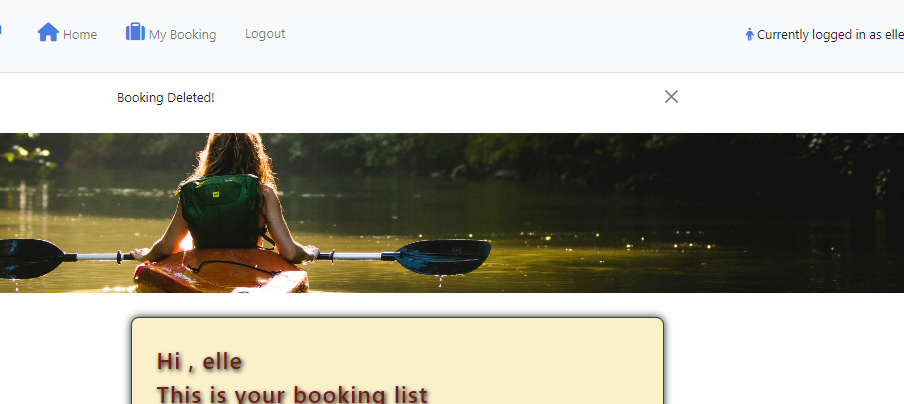 Home
My Booking
Logout
Currently logged in as elle
Booking Deleted!
Hi , elle
This is your booking list